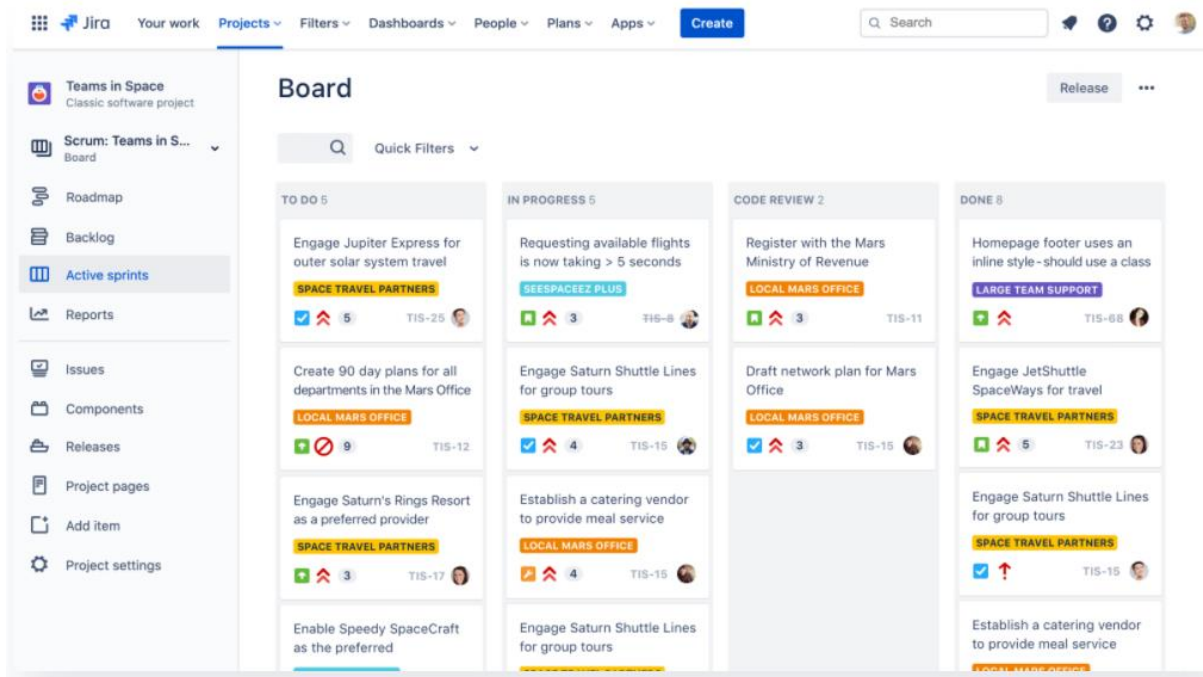 Jira Your work Projects Filters Dashboards People Plans Apps Create Search
Teams in Space
Classic software project
Scrum: Teams in S...
Board
Roadmap
Backlog
Active sprints
Reports
Issues
Components
Releases
Project pages
Add item
Project settings
Board
Release
Quick Filters
TO DO 5
Engage Jupiter Express for
outer solar system travel
SPACE TRAVEL PARTNERS
5 TIS-25
Create 90 day plans for all
departments in the Mars Office
LOCAL MARS OFFICE
9 TIS-12
Engage Saturn's Rings Resort
as a preferred provider
SPACE TRAVEL PARTNERS
3 TIS-17
Enable Speedy SpaceCraft
as the preferred
IN PROGRESS 5
Requesting available flights
is now taking > 5 seconds
SEESPACEEZ PLUS
3 TIS-8
Engage Saturn Shuttle Lines
for group tours
SPACE TRAVEL PARTNERS
4 TIS-15
Establish a catering vendor
to provide meal service
LOCAL MARS OFFICE
4 TIS-15
Engage Saturn Shuttle Lines
for group tours
SPACE TRAVEL PARTNERS
CODE REVIEW 2
Register with the Mars
Ministry of Revenue
LOCAL MARS OFFICE
3 TIS-11
Draft network plan for Mars
Office
LOCAL MARS OFFICE
3 TIS-15
DONE 8
Homepage footer uses an
inline style - should use a class
LARGE TEAM SUPPORT
TIS-68
Engage JetShuttle
SpaceWays for travel
SPACE TRAVEL PARTNERS
5 TIS-23
Engage Saturn Shuttle Lines
for group tours
SPACE TRAVEL PARTNERS
TIS-15
Establish a catering vendor
to provide meal service
LOCAL MARS OFFICE